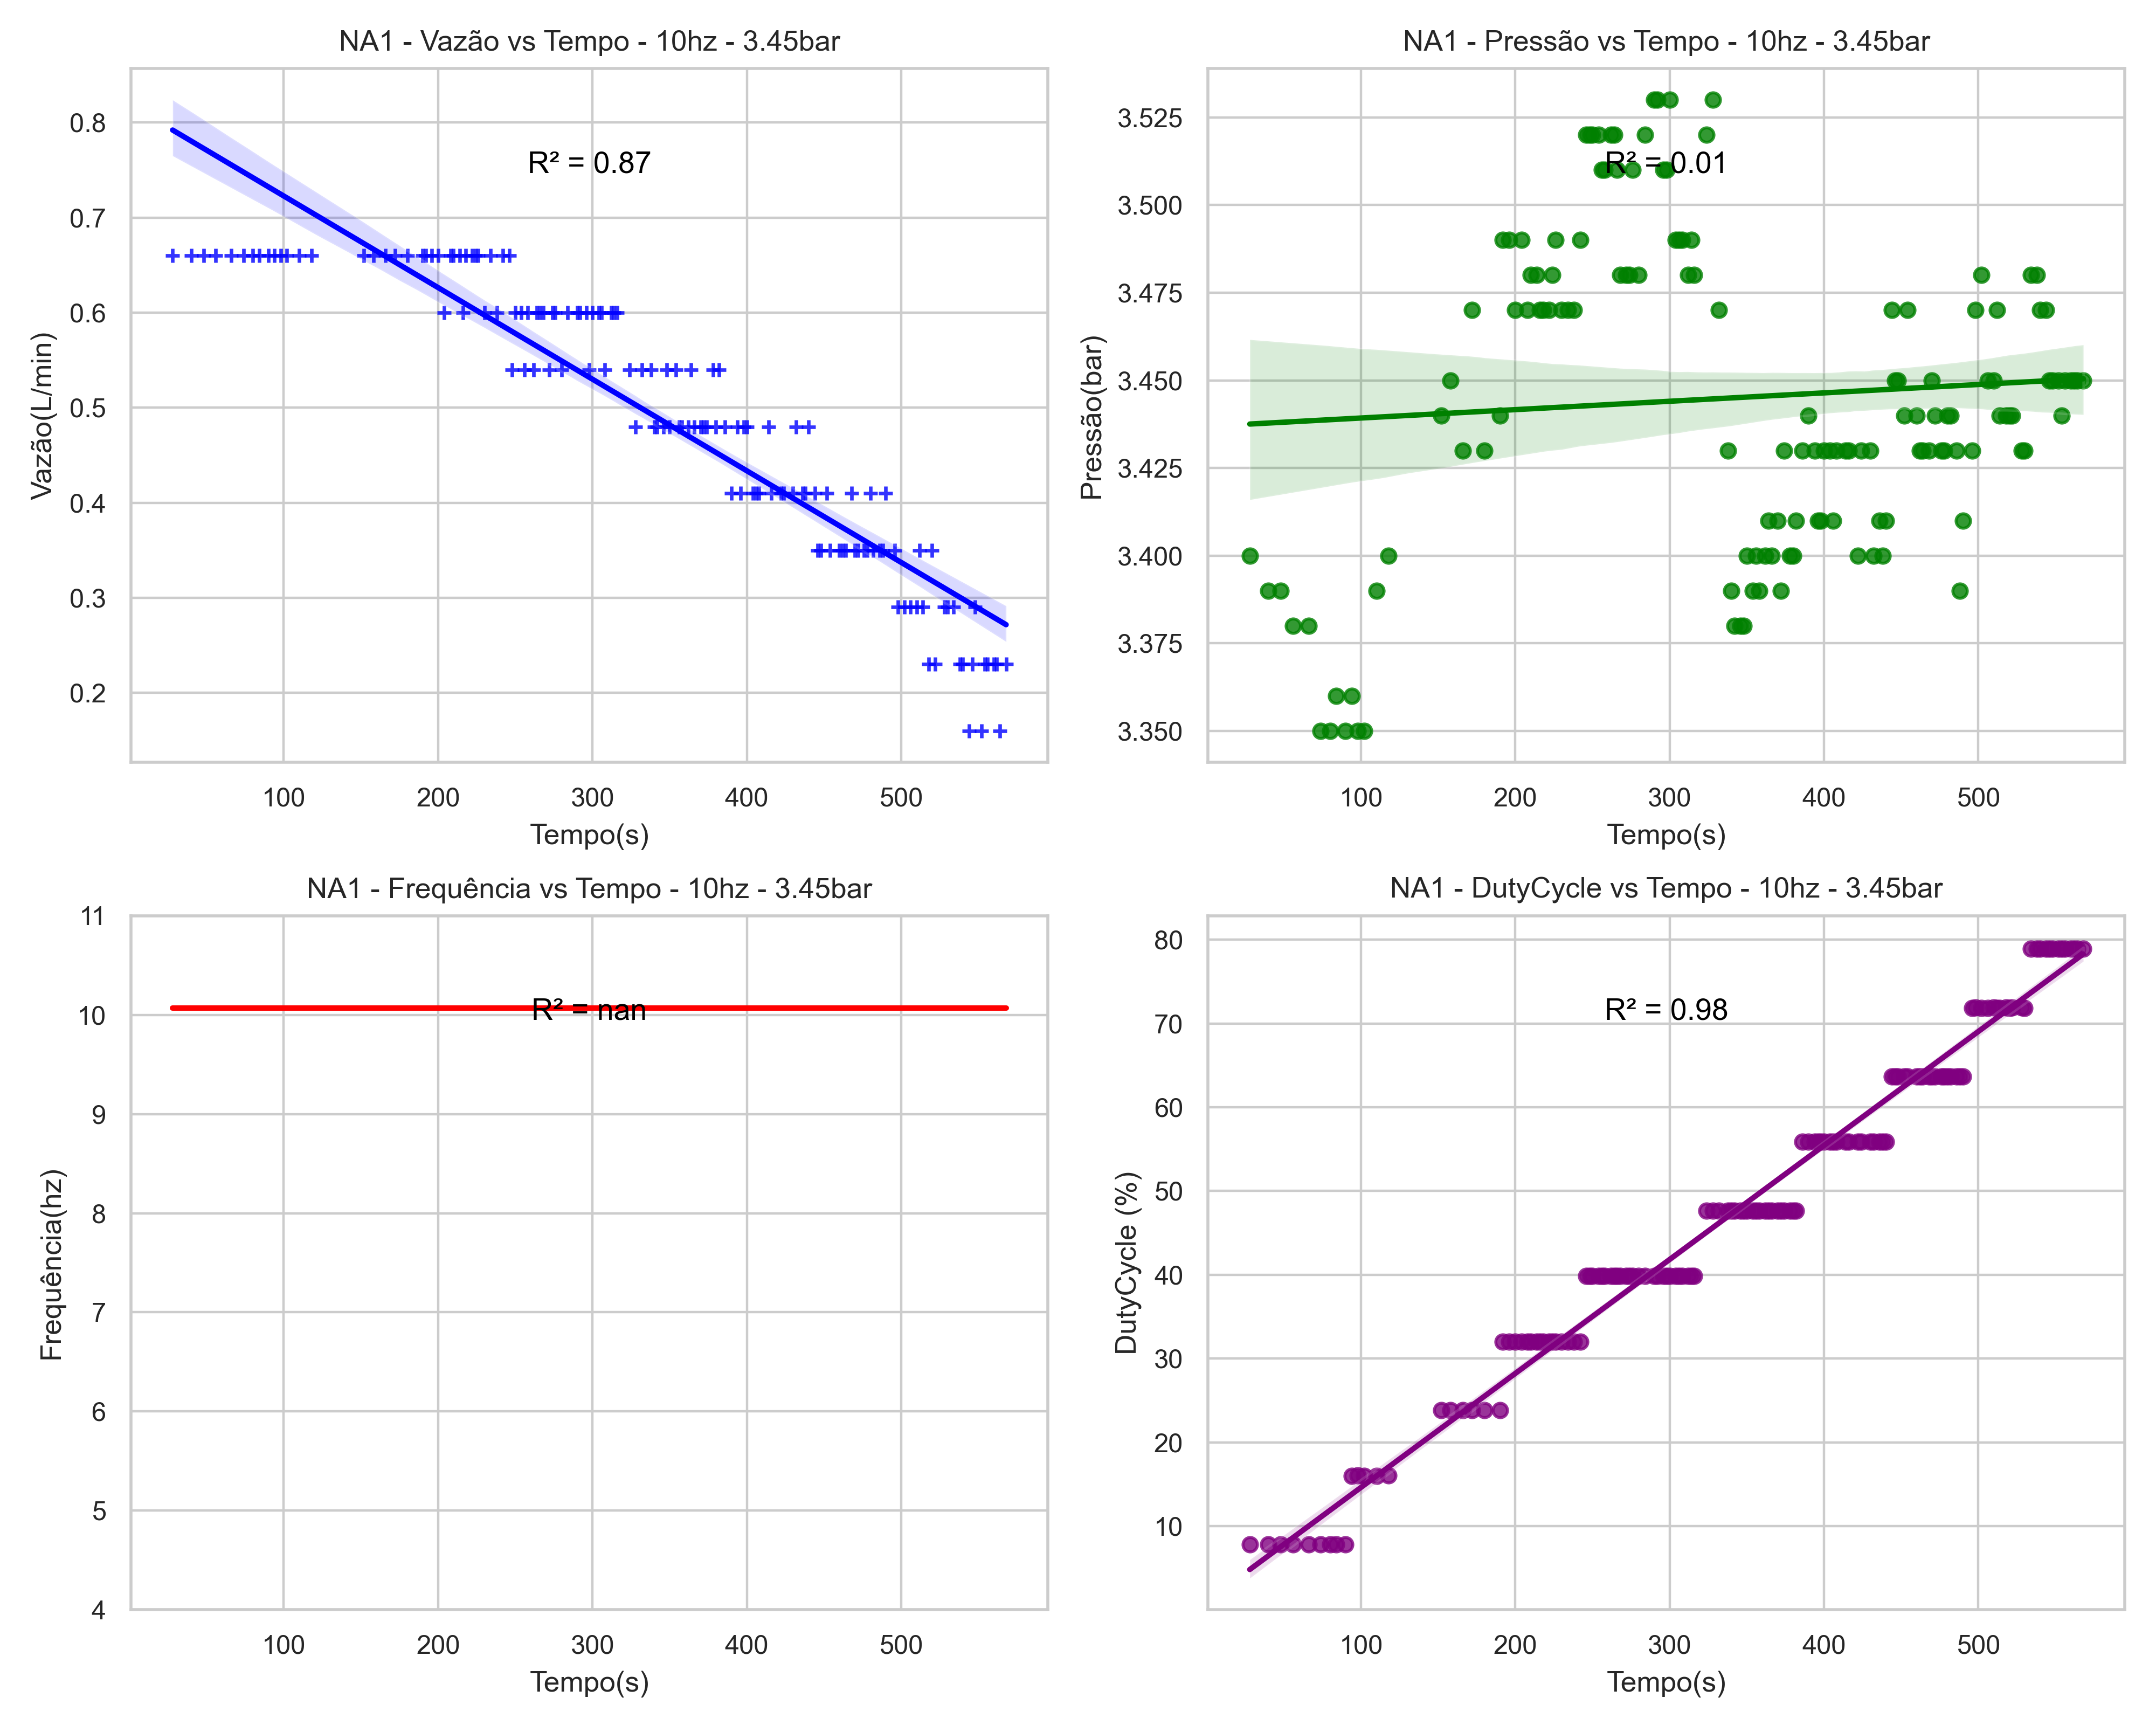 NA1 - Vazão vs Tempo - 10hz - 3.45bar
R² = 0.87
0.8
0.7
0.6
0.5
0.4
0.3
0.2
Vazão(L/min)
100 200 300 400 500
Tempo(s)
NA1 - Pressão vs Tempo - 10hz - 3.45bar
R² = 0.01
3.525
3.500
3.475
3.450
3.425
3.400
3.375
3.350
Pressão(bar)
100 200 300 400 500
Tempo(s)
NA1 - Frequência vs Tempo - 10hz - 3.45bar
R² = nan
11
10
9
8
7
6
5
4
Frequência(hz)
100 200 300 400 500
Tempo(s)
NA1 - DutyCycle vs Tempo - 10hz - 3.45bar
R² = 0.98
80
70
60
50
40
30
20
10
DutyCycle (%)
100 200 300 400 500
Tempo(s)